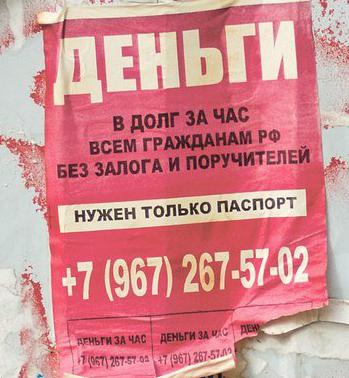 ДЕНЬГИ
В ДОЛГ ЗА ЧАС
ВСЕМ ГРАЖДАНАМ РФ
БЕЗ ЗАЛОГА И ПОРУЧИТЕЛЕЙ
НУЖЕН ТОЛЬКО ПАСПОРТ
+7 (967) 267-57-02
ДЕНЬГИ ЗА ЧАС ДЕНЬГИ ЗА ЧАС
+7 (967) 267-57-02 +7 (967) 267-57-0